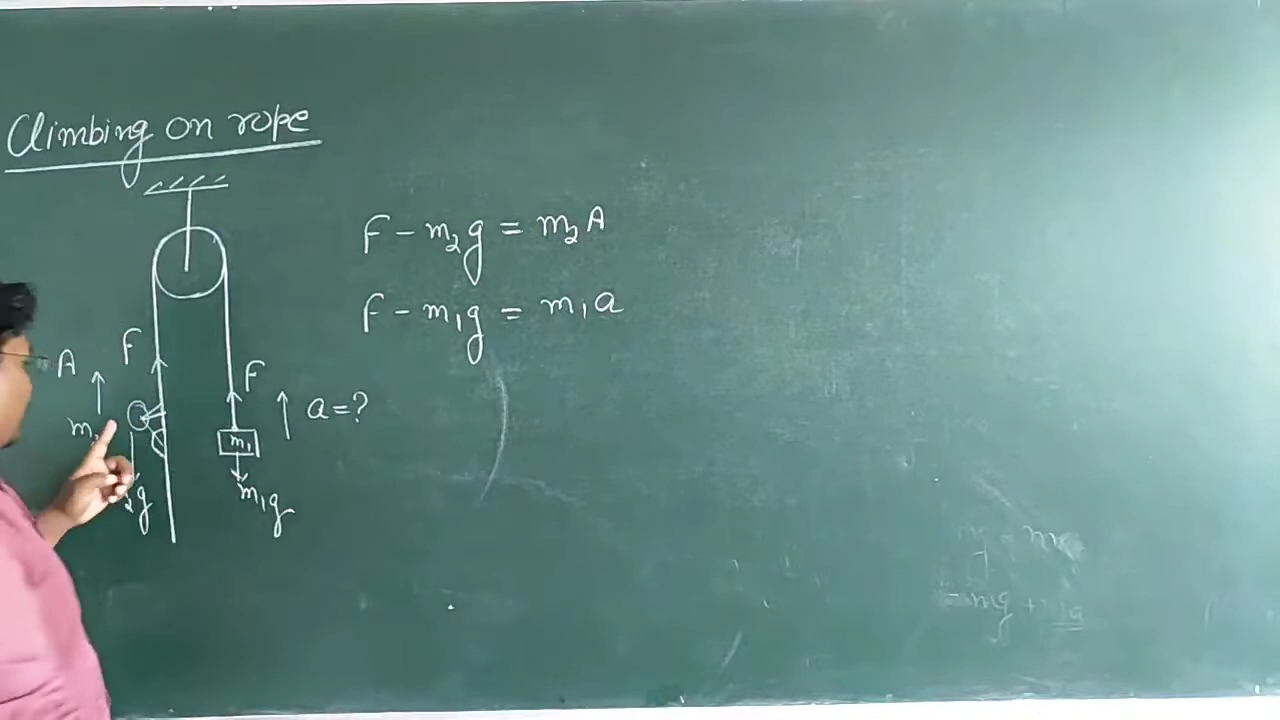 Climbing on rope
F - m₂g = m₂A
F - m₁g = m₁a
F
A
F
a = ?
m₁
m₁g